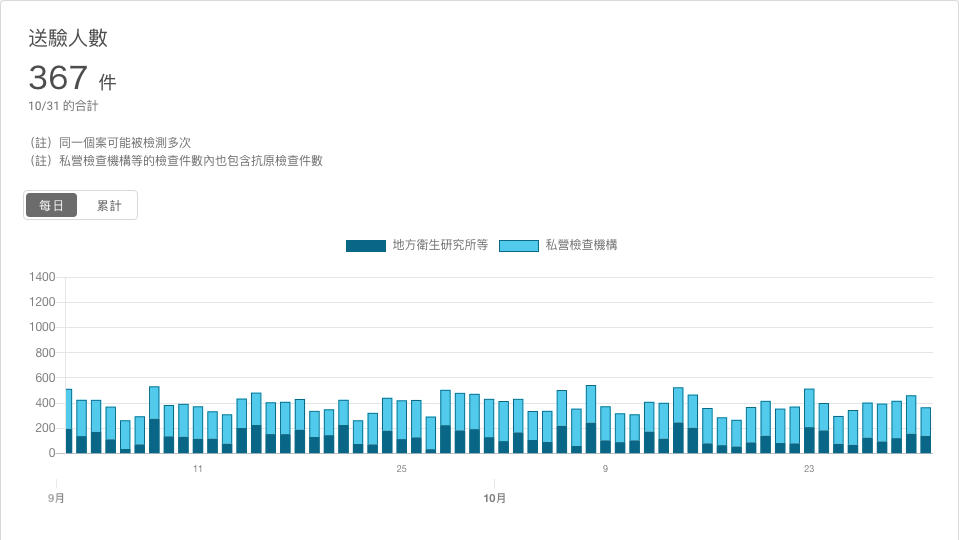 送驗人數
367 件
10/31 的合計
（註）同一個案可能被檢測多次
（註）私營檢查機構等的檢查件數內也包含抗原檢查件數
每日 累計
地方衛生研究所等 私營檢查機構
1400
1200
1000
800
600
400
200
0
11 25 9 23
9月 10月